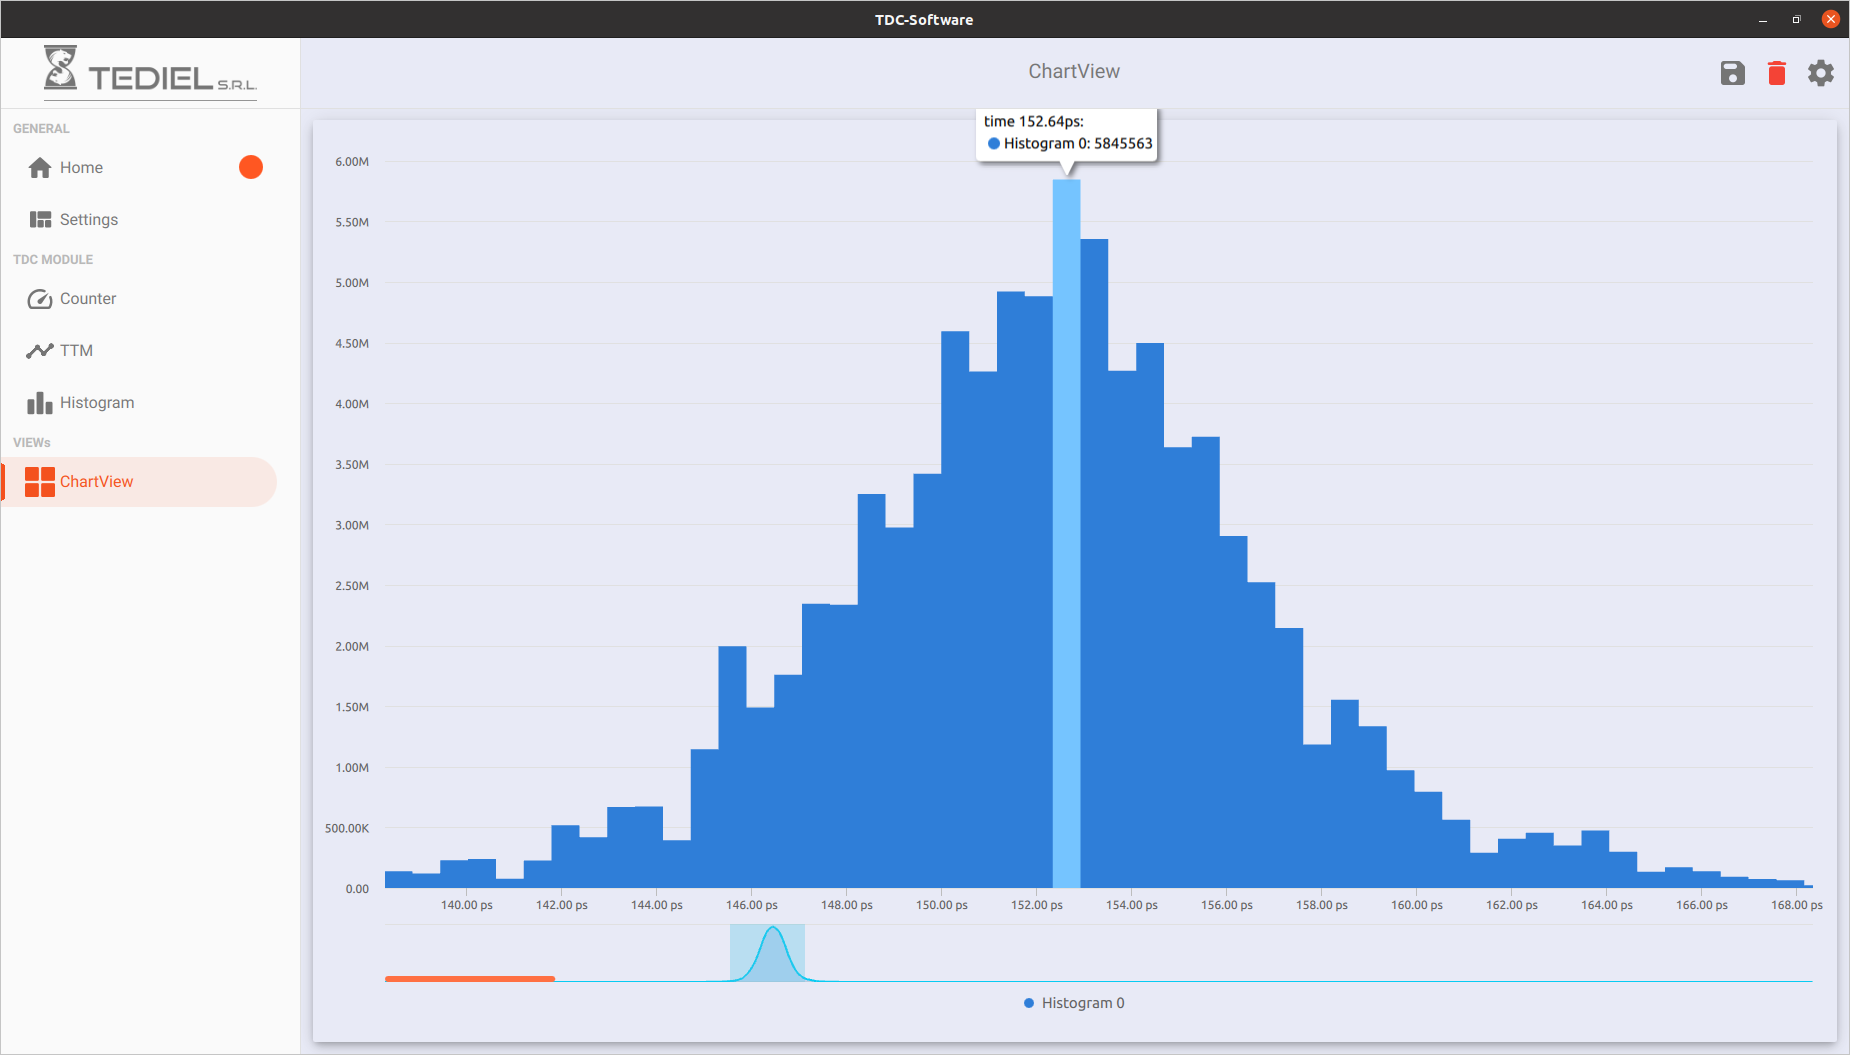 TDC-Software
TEDIEL S.R.L.
ChartView
GENERAL
Home
Settings
TDC MODULE
Counter
TTM
Histogram
VIEWs
ChartView
time 152.64ps:
Histogram 0: 5845563
6.00M
5.50M
5.00M
4.50M
4.00M
3.50M
3.00M
2.50M
2.00M
1.50M
1.00M
500.00K
0.00
140.00 ps 142.00 ps 144.00 ps 146.00 ps 148.00 ps 150.00 ps 152.00 ps 154.00 ps 156.00 ps 158.00 ps 160.00 ps 162.00 ps 164.00 ps 166.00 ps 168.00 ps
Histogram 0